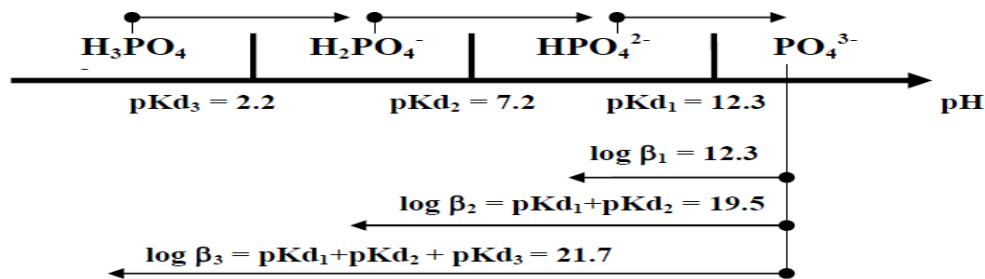 H₃PO₄ H₂PO₄⁻ HPO₄²⁻ PO₄³⁻
-
pKd₃ = 2.2 pKd₂ = 7.2 pKd₁ = 12.3 pH
log β₁ = 12.3
log β₂ = pKd₁+pKd₂ = 19.5
log β₃ = pKd₁+pKd₂ + pKd₃ = 21.7